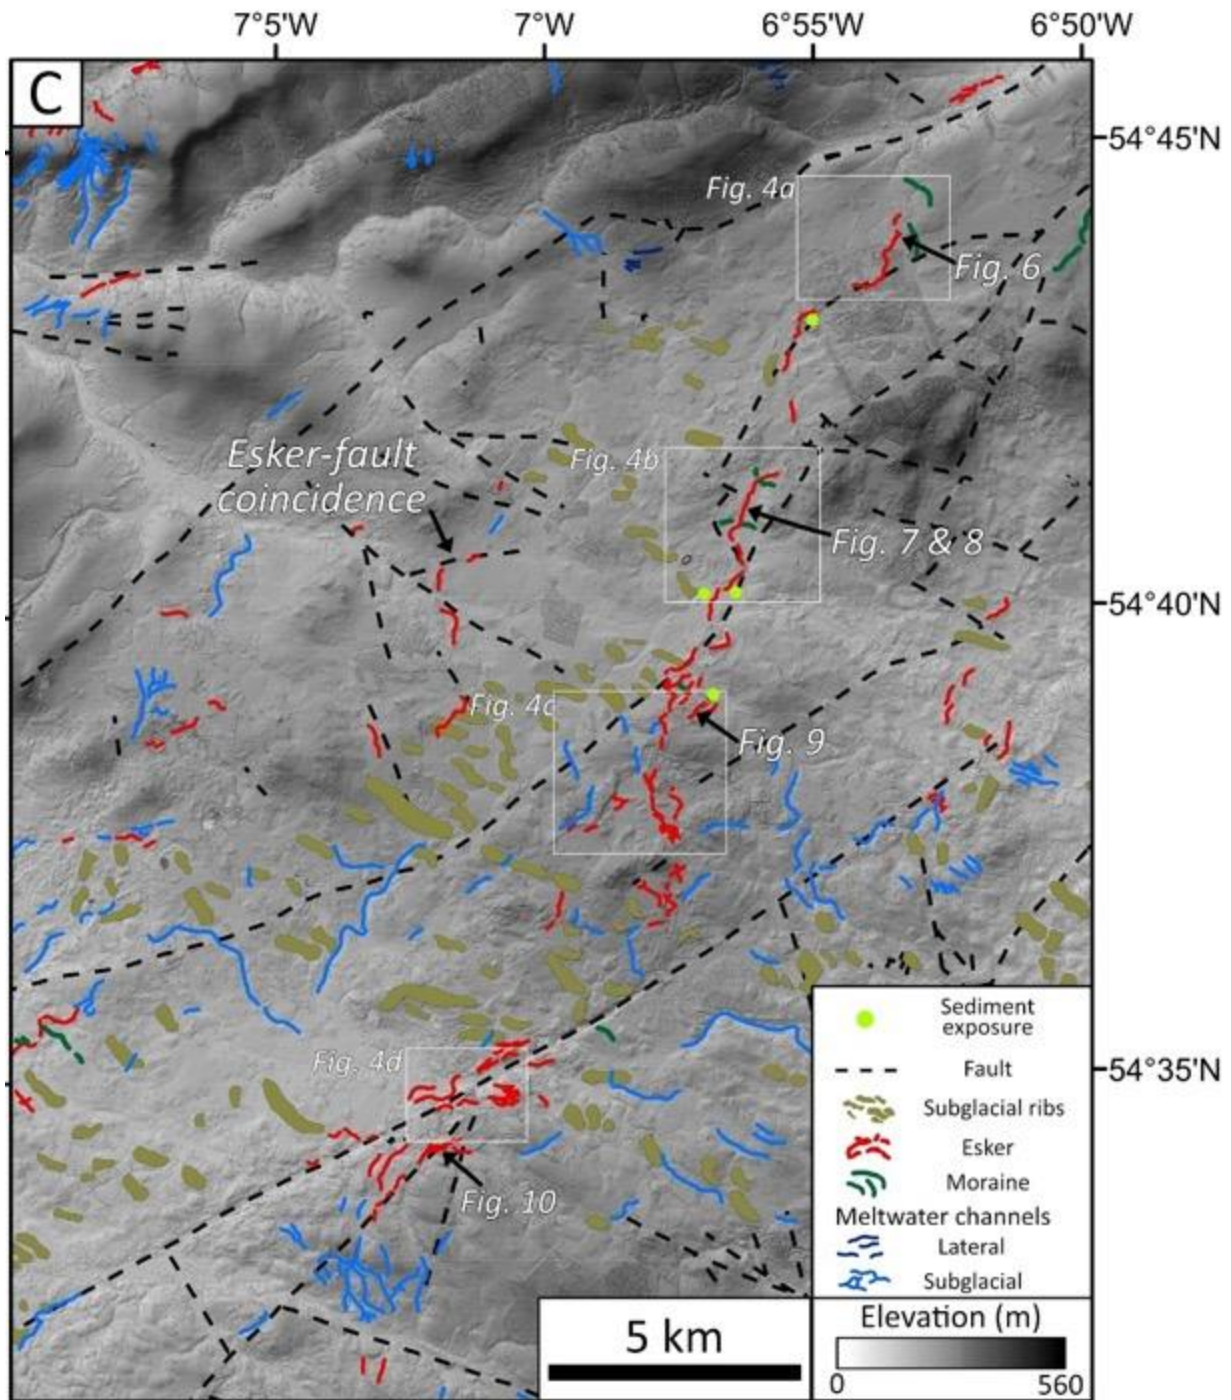 7°5'W 7°W 6°55'W 6°50'W
C
54°45'N
Fig. 4a
Fig. 6
Esker-fault
coincidence
Fig. 4b
Fig. 7 & 8
54°40'N
Fig. 4c
Fig. 9
Sediment
exposure
Fault
54°35'N
Fig. 4d
Subglacial ribs
Esker
Moraine
Fig. 10
Meltwater channels
Lateral
Subglacial
5 km
Elevation (m)
0 560